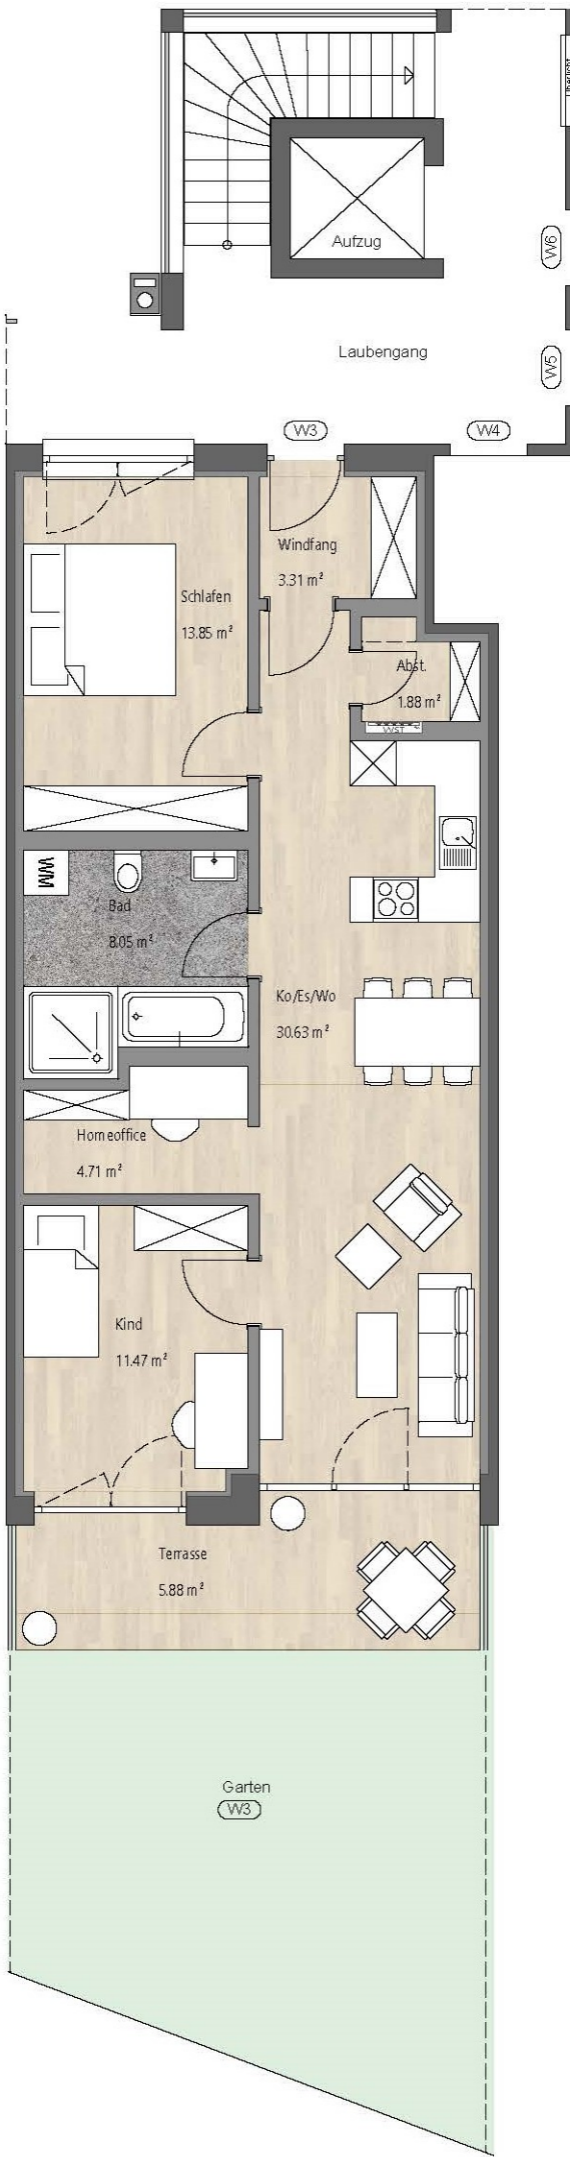 Oberlicht
Aufzug
W6
Laubengang
W5
W3
W4
Windfang
3.31 m²
Schlafen
13.85 m²
Abst.
1.88 m²
WST
WM
Bad
8.05 m²
Ko/Es/Wo
30.63 m²
Homeoffice
4.71 m²
Kind
11.47 m²
Terrasse
5.88 m²
Garten
W3